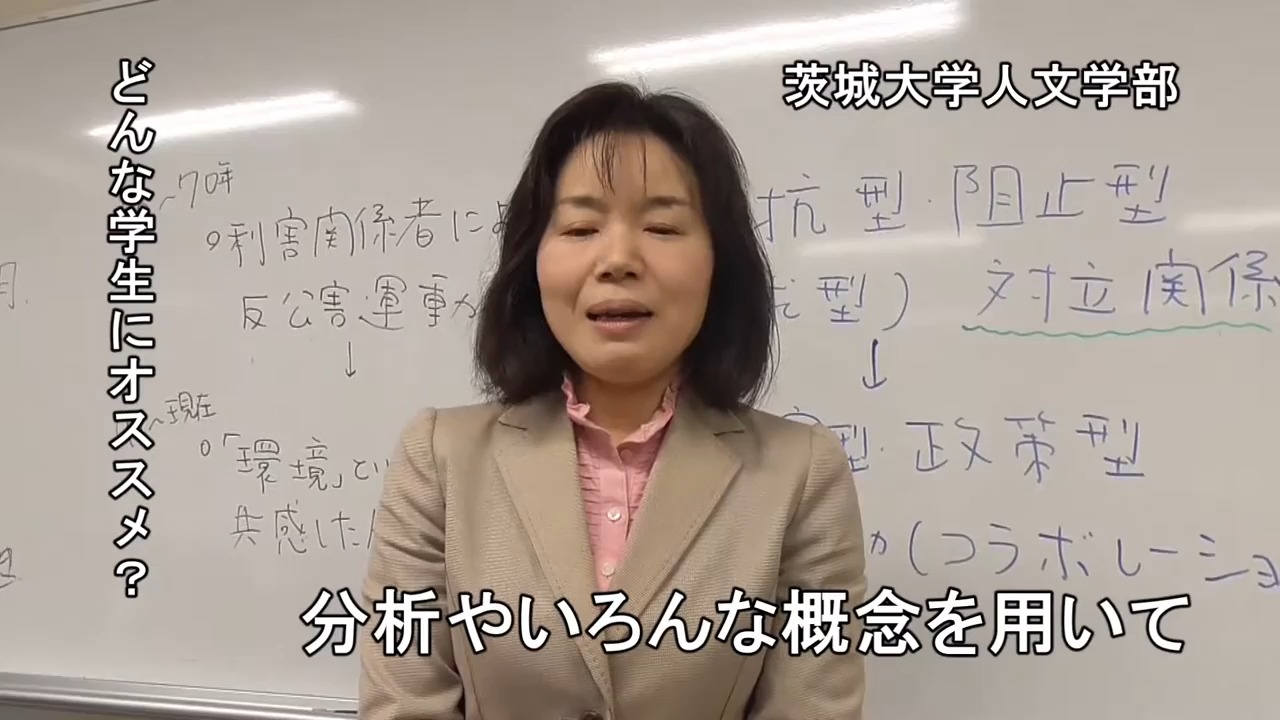 どんな学生にオススメ？
茨城大学人文学部
~70年
利害関係者によ
反公害運動か
↓
~現在
「環境」とい
共感した人
抗型・阻止型
型) 対立関係
↓
型・政策型
か(コラボレーショ
分析やいろんな概念を用いて